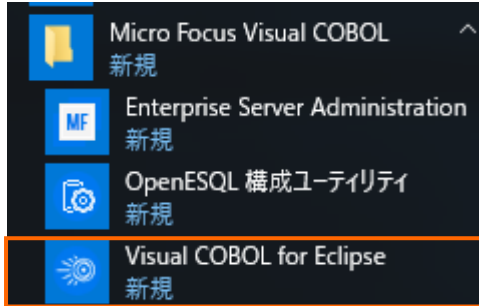 Micro Focus Visual COBOL
新規
MF
Enterprise Server Administration
新規
OpenESQL 構成ユーティリティ
新規
Visual COBOL for Eclipse
新規